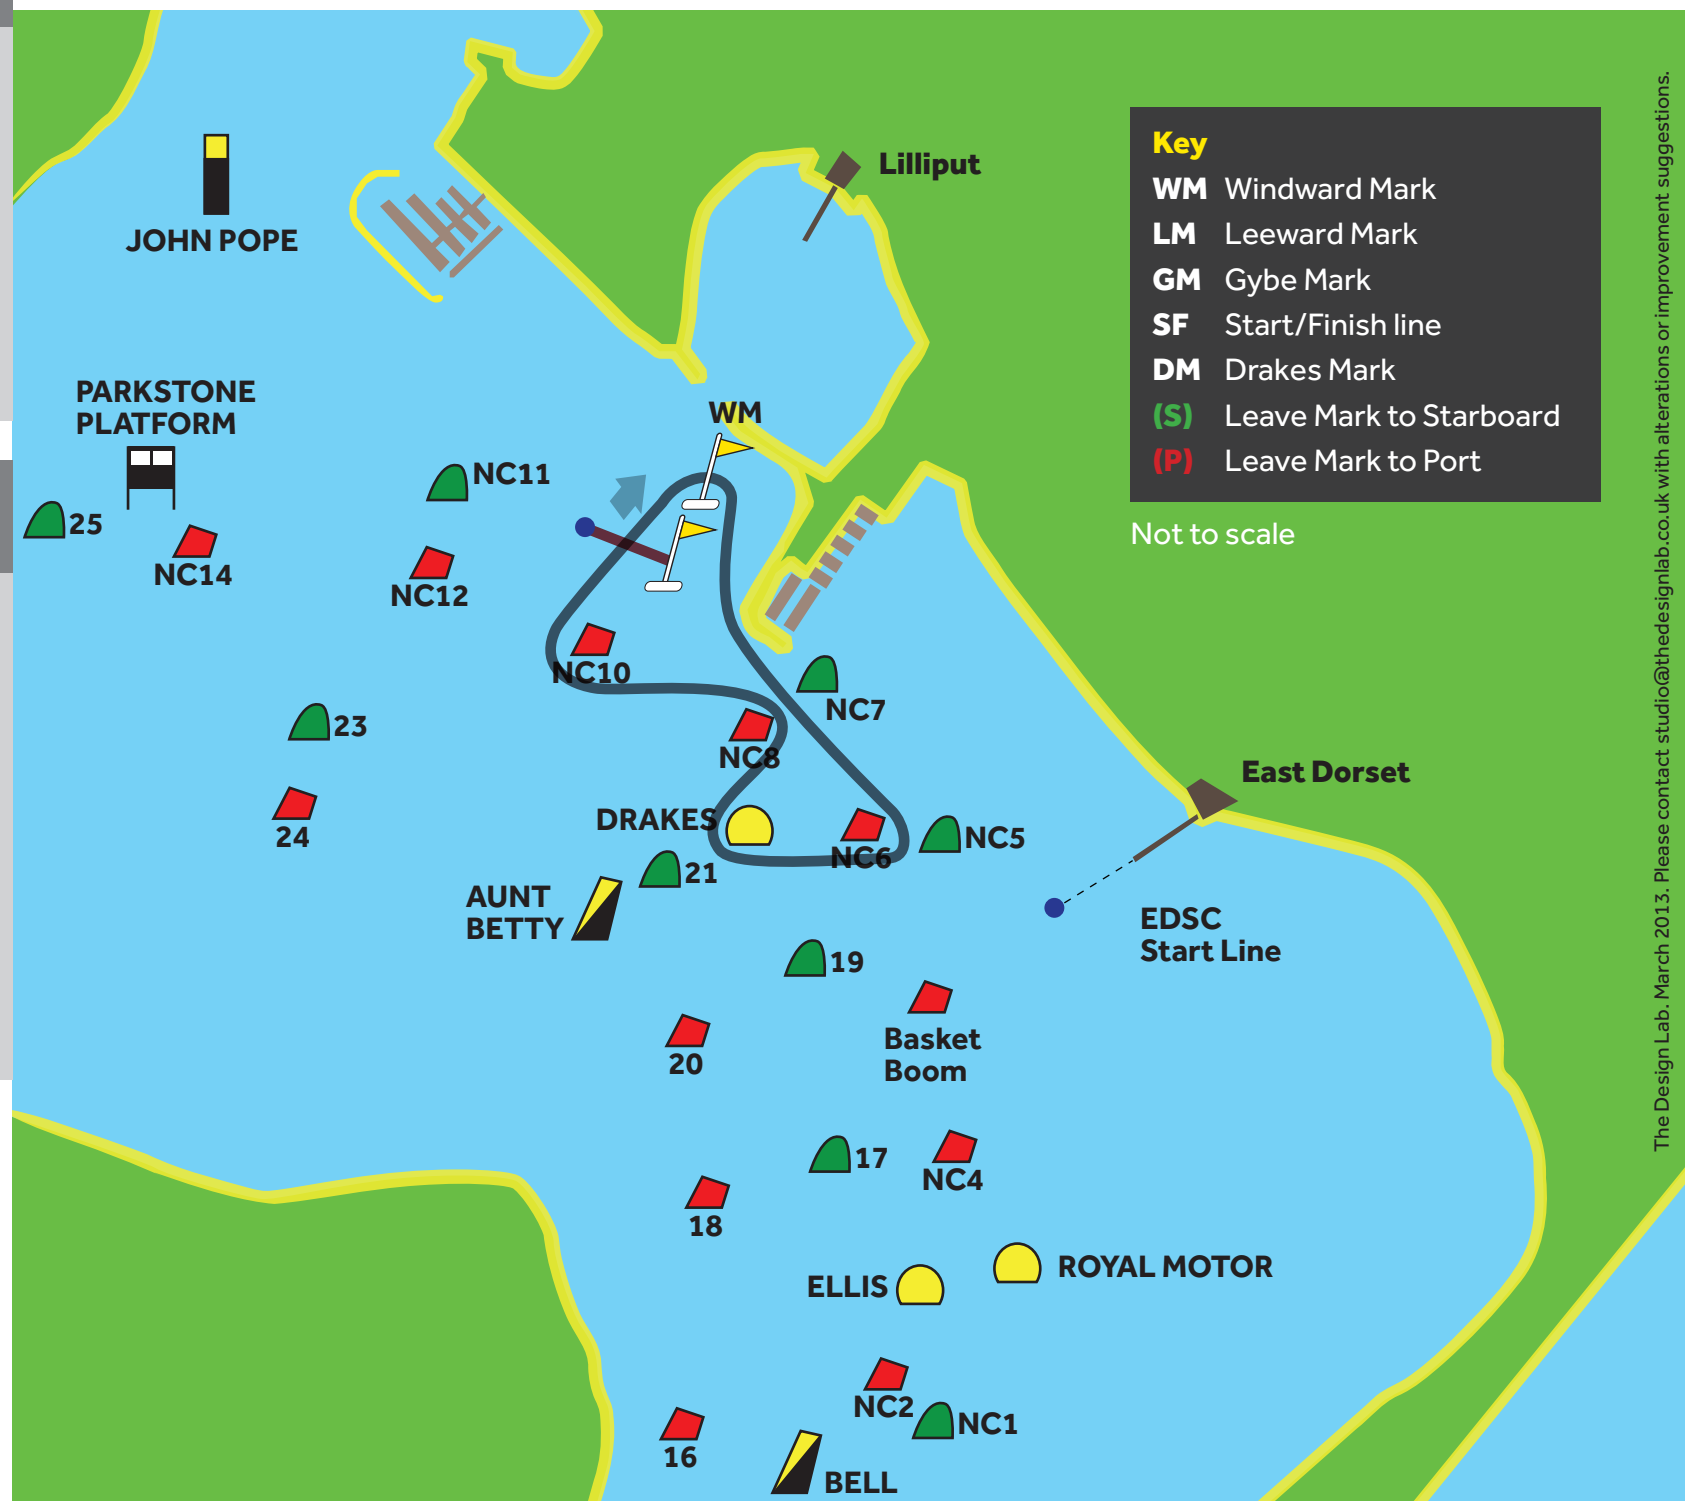 JOHN POPE
Lilliput
Key
WM Windward Mark
LM Leeward Mark
GM Gybe Mark
SF Start/Finish line
DM Drakes Mark
(S) Leave Mark to Starboard
(P) Leave Mark to Port
Not to scale
PARKSTONE
PLATFORM
WM
NC11
25
NC14
NC12
NC10
NC7
23
NC8
24
DRAKES
NC6
NC5
East Dorset
21
AUNT
BETTY
EDSC
Start Line
19
20
Basket
Boom
17
NC4
18
ELLIS
ROYAL MOTOR
NC2
NC1
16
BELL
The Design Lab. March 2013. Please contact studio@thedesignlab.co.uk with alterations or improvement suggestions.